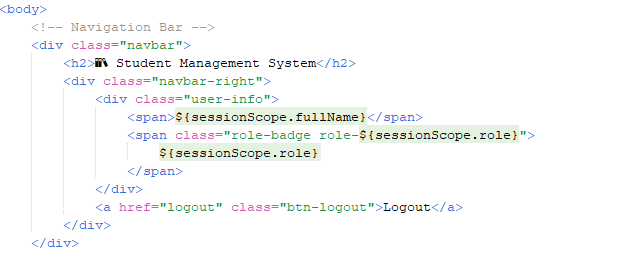 <body>
<!-- Navigation Bar -->
<div class="navbar">
<h2>📚 Student Management System</h2>
<div class="navbar-right">
<div class="user-info">
<span>${sessionScope.fullName}</span>
<span class="role-badge role-${sessionScope.role}">
${sessionScope.role}
</span>
</div>
<a href="logout" class="btn-logout">Logout</a>
</div>
</div>